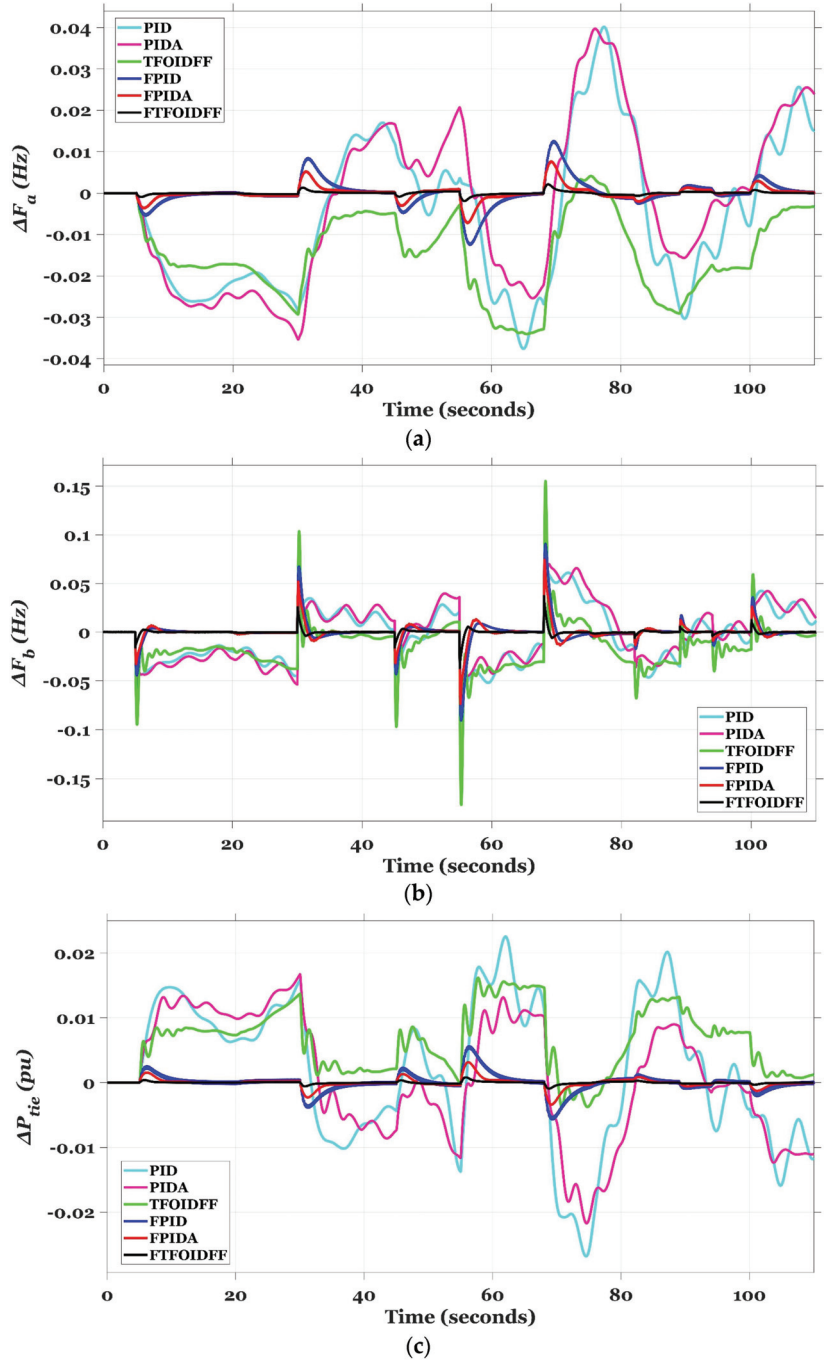 PID
PIDA
TFOIDFF
FPID
FPIDA
FTFOIDFF
0.04
0.03
0.02
0.01
0
-0.01
-0.02
-0.03
-0.04
ΔF_a (Hz)
0 20 40 60 80 100
Time (seconds)
(a)
0.15
0.1
0.05
0
-0.05
-0.1
-0.15
ΔF_b (Hz)
PID
PIDA
TFOIDFF
FPID
FPIDA
FTFOIDFF
0 20 40 60 80 100
Time (seconds)
(b)
0.02
0.01
0
-0.01
-0.02
ΔP_tie (pu)
PID
PIDA
TFOIDFF
FPID
FPIDA
FTFOIDFF
0 20 40 60 80 100
Time (seconds)
(c)